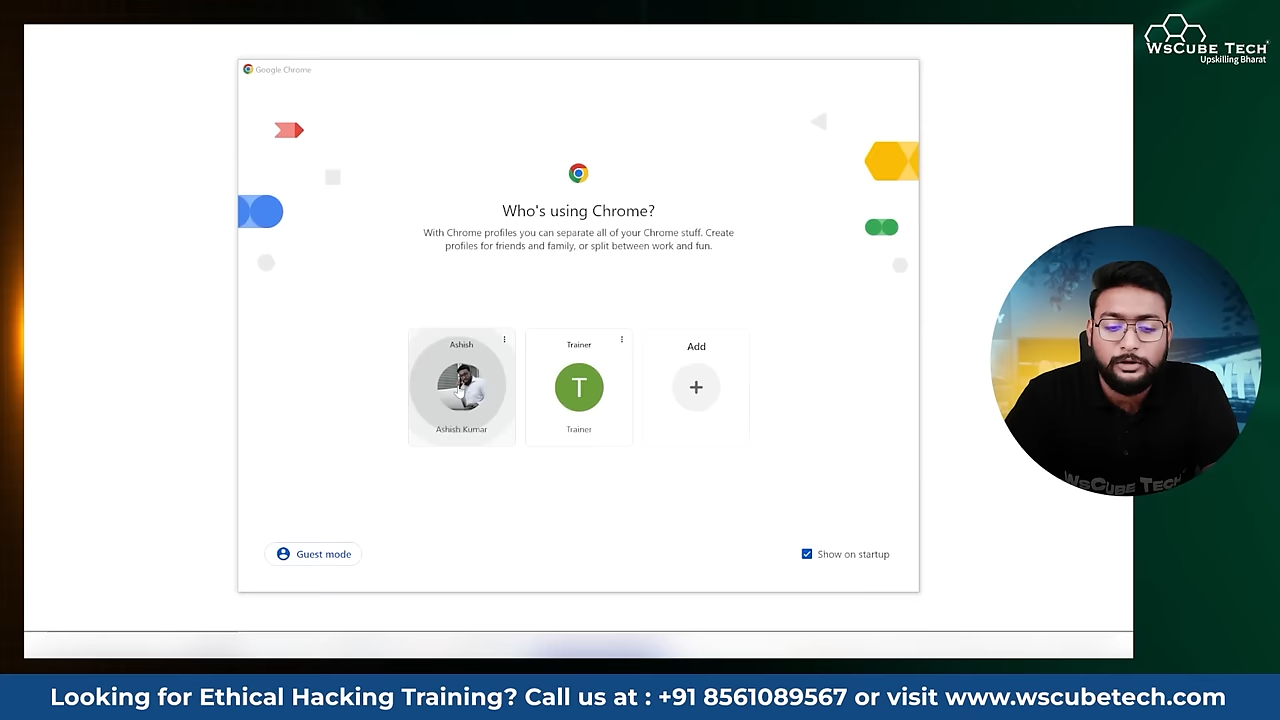 WsCube Tech
Upskilling Bharat
Google Chrome
Who's using Chrome?
With Chrome profiles you can separate all of your Chrome stuff. Create
profiles for friends and family, or split between work and fun.
Ashish
Trainer
Add
T
Ashish Kumar
Trainer
WsCube Tech
Guest mode
Show on startup
Looking for Ethical Hacking Training? Call us at : +91 8561089567 or visit www.wscubetech.com